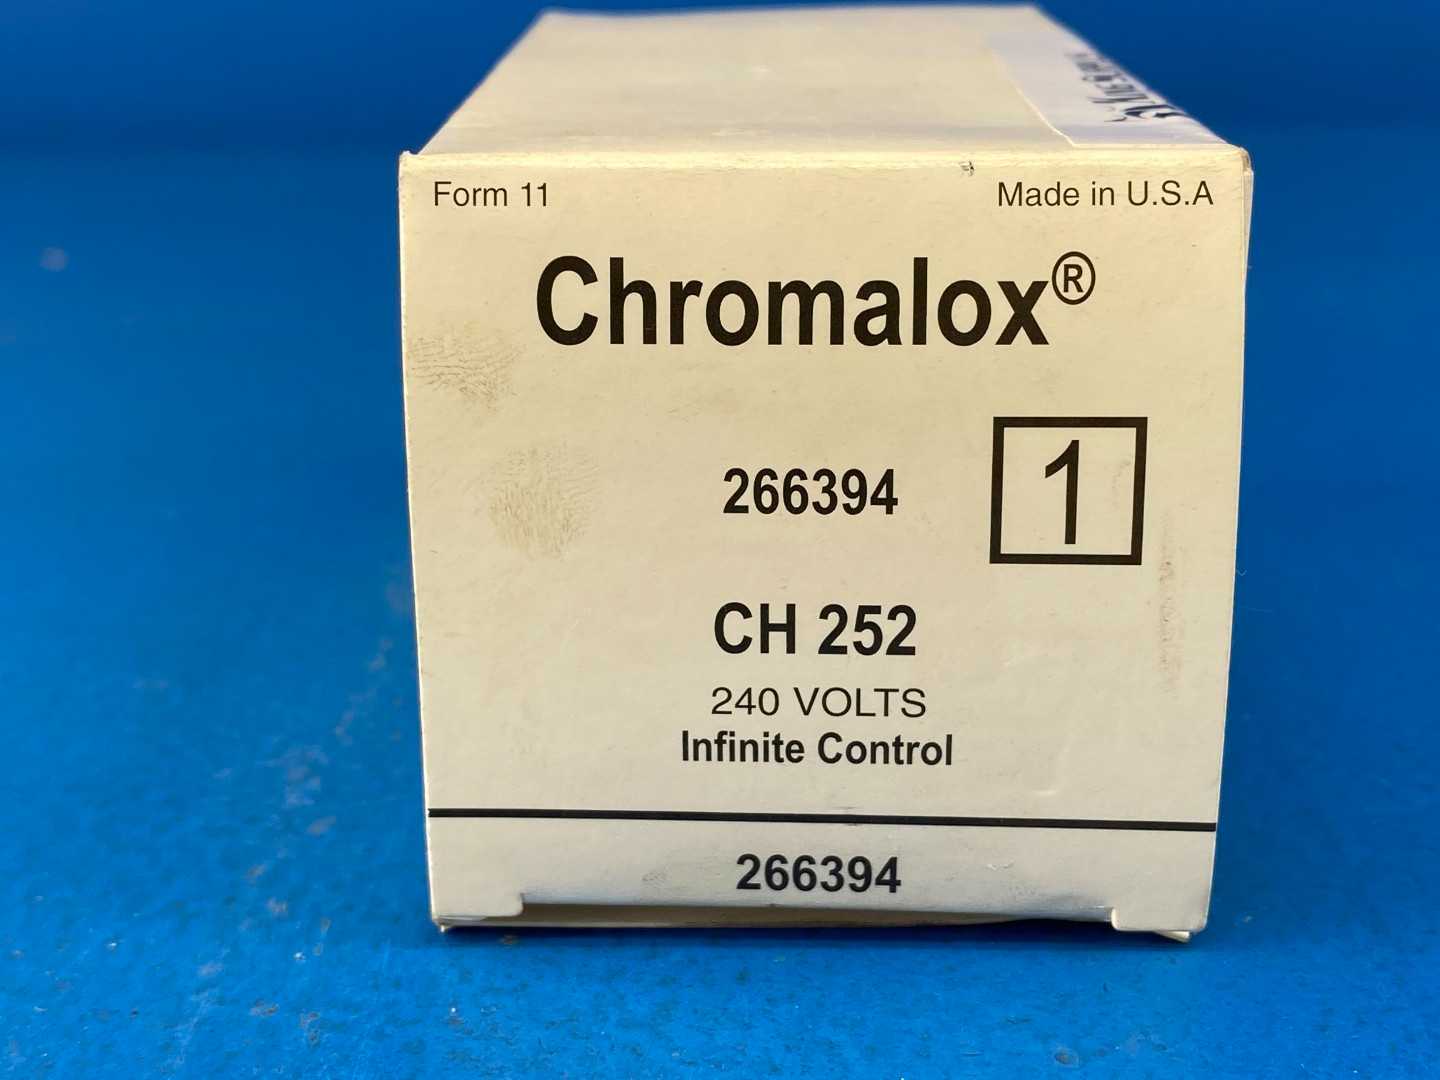 Form 11 Made in U.S.A
Chromalox®
266394
1
CH 252
240 VOLTS
Infinite Control
266394